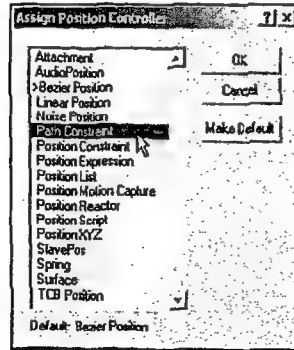 Assign Position Controller
Attachment
AudioPosition
>Bezier Position
Linear Position
Noise Position
Path Constraint
Position Constraint
Position Expression
Position List
Position Motion Capture
Position Reactor
Position Script
Position XYZ
SlavePos
Spring
Surface
TCB Position
OK
Cancel
Make Default
Default: Bezier Position